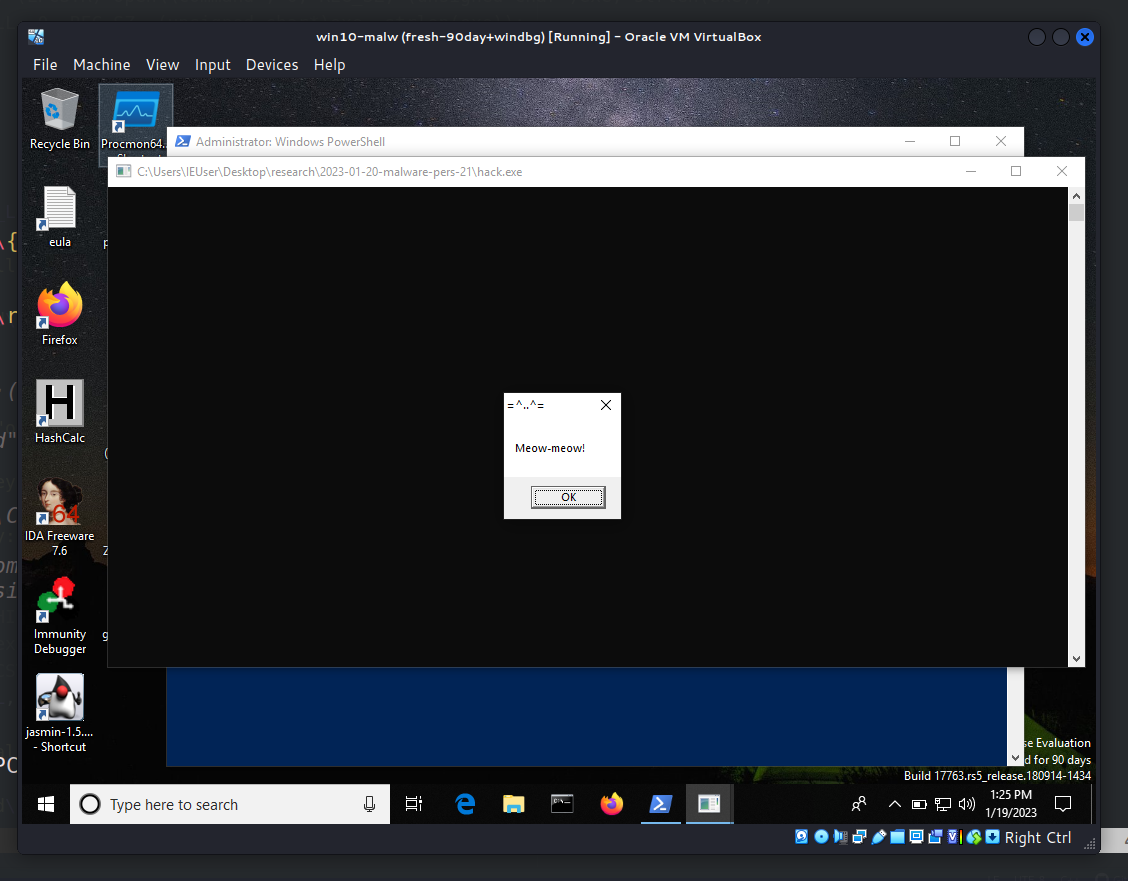 win10-malw (fresh-90day+windbg) [Running] - Oracle VM VirtualBox
File Machine View Input Devices Help
Recycle Bin
Procmon64.
Administrator: Windows PowerShell
C:\Users\IEUser\Desktop\research\2023-01-20-malware-pers-21\hack.exe
eula
Firefox
HashCalc
IDA Freeware
7.6
Immunity
Debugger
jasmin-1.5....
- Shortcut
=^..^=
Meow-meow!
OK
se Evaluation
d for 90 days
Build 17763.rs5_release.180914-1434
Type here to search
1:25 PM
1/19/2023
Right Ctrl